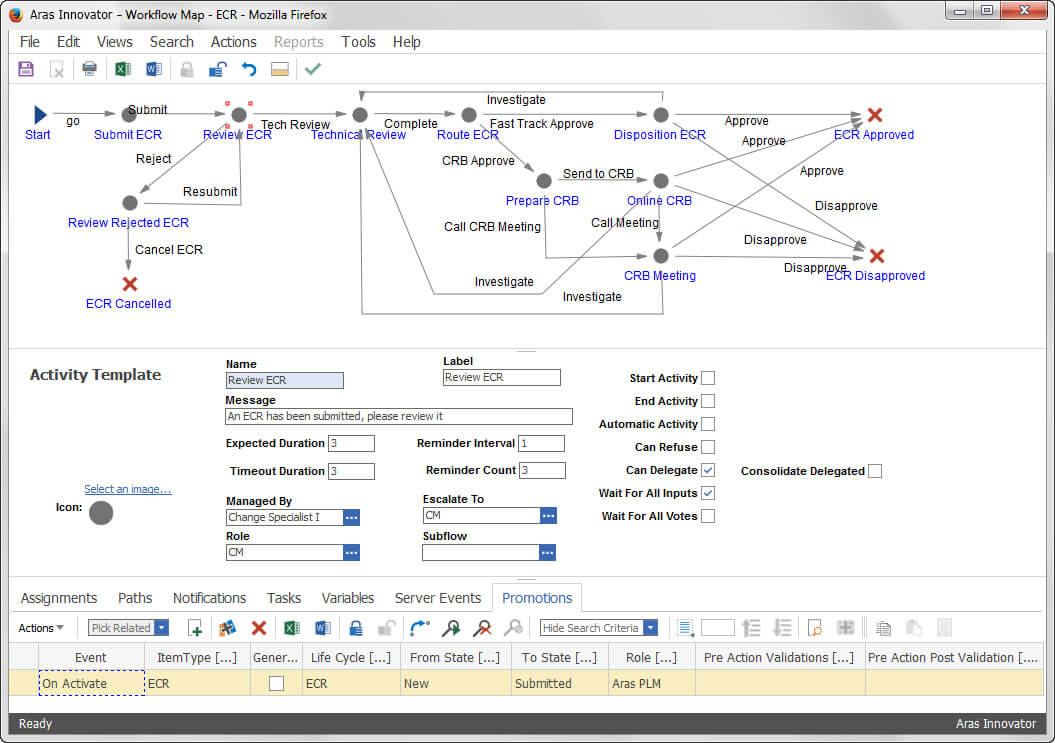 Aras Innovator - Workflow Map - ECR - Mozilla Firefox
File Edit Views Search Actions Reports Tools Help
Investigate
Submit
go
Tech Review
Complete
Fast Track Approve
Approve
Start
Submit ECR
Review ECR
Technical Review
Route ECR
Disposition ECR
ECR Approved
Approve
Reject
CRB Approve
Send to CRB
Approve
Resubmit
Prepare CRB
Online CRB
Disapprove
Review Rejected ECR
Call CRB Meeting
Call Meeting
Disapprove
Cancel ECR
Disapprove
CRB Meeting
ECR Disapproved
Investigate
Investigate
ECR Cancelled
Activity Template
Name
Review ECR
Label
Review ECR
Message
An ECR has been submitted, please review it
Expected Duration 3
Reminder Interval 1
Timeout Duration 3
Reminder Count 3
Select an image...
Icon:
Managed By
Change Specialist I
Escalate To
CM
Role
CM
Subflow
Start Activity
End Activity
Automatic Activity
Can Refuse
Can Delegate
Consolidate Delegated
Wait For All Inputs
Wait For All Votes
Assignments Paths Notifications Tasks Variables Server Events Promotions
Actions Pick Related Hide Search Criteria
Event ItemType [...] Gener... Life Cycle [...] From State [...] To State [...] Role [...] Pre Action Validations [...] Pre Action Post Validation [....
On Activate ECR ECR New Submitted Aras PLM
Ready Aras Innovator